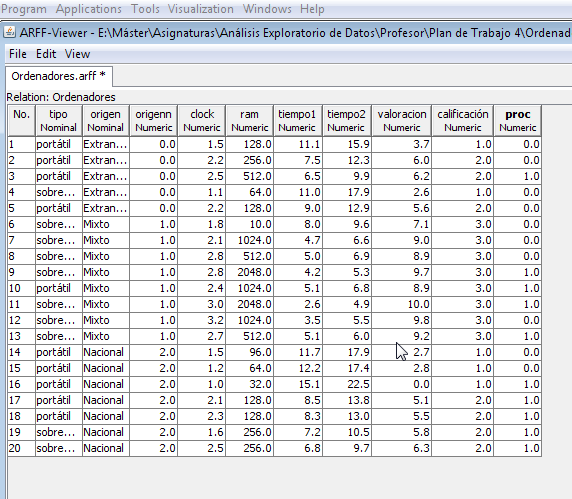 Program Applications Tools Visualization Windows Help
ARFF-Viewer - E:\Máster\Asignaturas\Análisis Exploratorio de Datos\Profesor\Plan de Trabajo 4\Ordenad
File Edit View
Ordenadores.arff *
Relation: Ordenadores
No. tipo origen origenn clock ram tiempo1 tiempo2 valoracion calificación proc
Nominal Nominal Numeric Numeric Numeric Numeric Numeric Numeric Numeric Numeric
1 portátil Extran... 0.0 1.5 128.0 11.1 15.9 3.7 1.0 0.0
2 portátil Extran... 0.0 2.2 256.0 7.5 12.3 6.0 2.0 0.0
3 portátil Extran... 0.0 2.5 512.0 6.5 9.9 6.2 2.0 1.0
4 sobre... Extran... 0.0 1.1 64.0 11.0 17.9 2.6 1.0 0.0
5 portátil Extran... 0.0 2.2 128.0 9.0 12.9 5.6 2.0 0.0
6 sobre... Mixto 1.0 1.8 10.0 8.0 9.6 7.1 3.0 0.0
7 sobre... Mixto 1.0 2.1 1024.0 4.7 6.6 9.0 3.0 0.0
8 sobre... Mixto 1.0 2.8 512.0 5.0 6.9 8.9 3.0 0.0
9 sobre... Mixto 1.0 2.8 2048.0 4.2 5.3 9.7 3.0 1.0
10 portátil Mixto 1.0 2.4 1024.0 5.1 6.8 8.9 3.0 1.0
11 sobre... Mixto 1.0 3.0 2048.0 2.6 4.9 10.0 3.0 1.0
12 sobre... Mixto 1.0 3.2 1024.0 3.5 5.5 9.8 3.0 0.0
13 sobre... Mixto 1.0 2.7 512.0 5.1 6.0 9.2 3.0 1.0
14 portátil Nacional 2.0 1.5 96.0 11.7 17.9 2.7 1.0 0.0
15 portátil Nacional 2.0 1.2 64.0 12.2 17.4 2.8 1.0 0.0
16 portátil Nacional 2.0 1.0 32.0 15.1 22.5 0.0 1.0 1.0
17 portátil Nacional 2.0 2.1 128.0 8.5 13.8 5.1 2.0 1.0
18 portátil Nacional 2.0 2.3 128.0 8.3 13.0 5.5 2.0 1.0
19 sobre... Nacional 2.0 1.6 256.0 7.2 10.5 5.8 2.0 1.0
20 sobre... Nacional 2.0 2.5 256.0 6.8 9.7 6.3 2.0 1.0